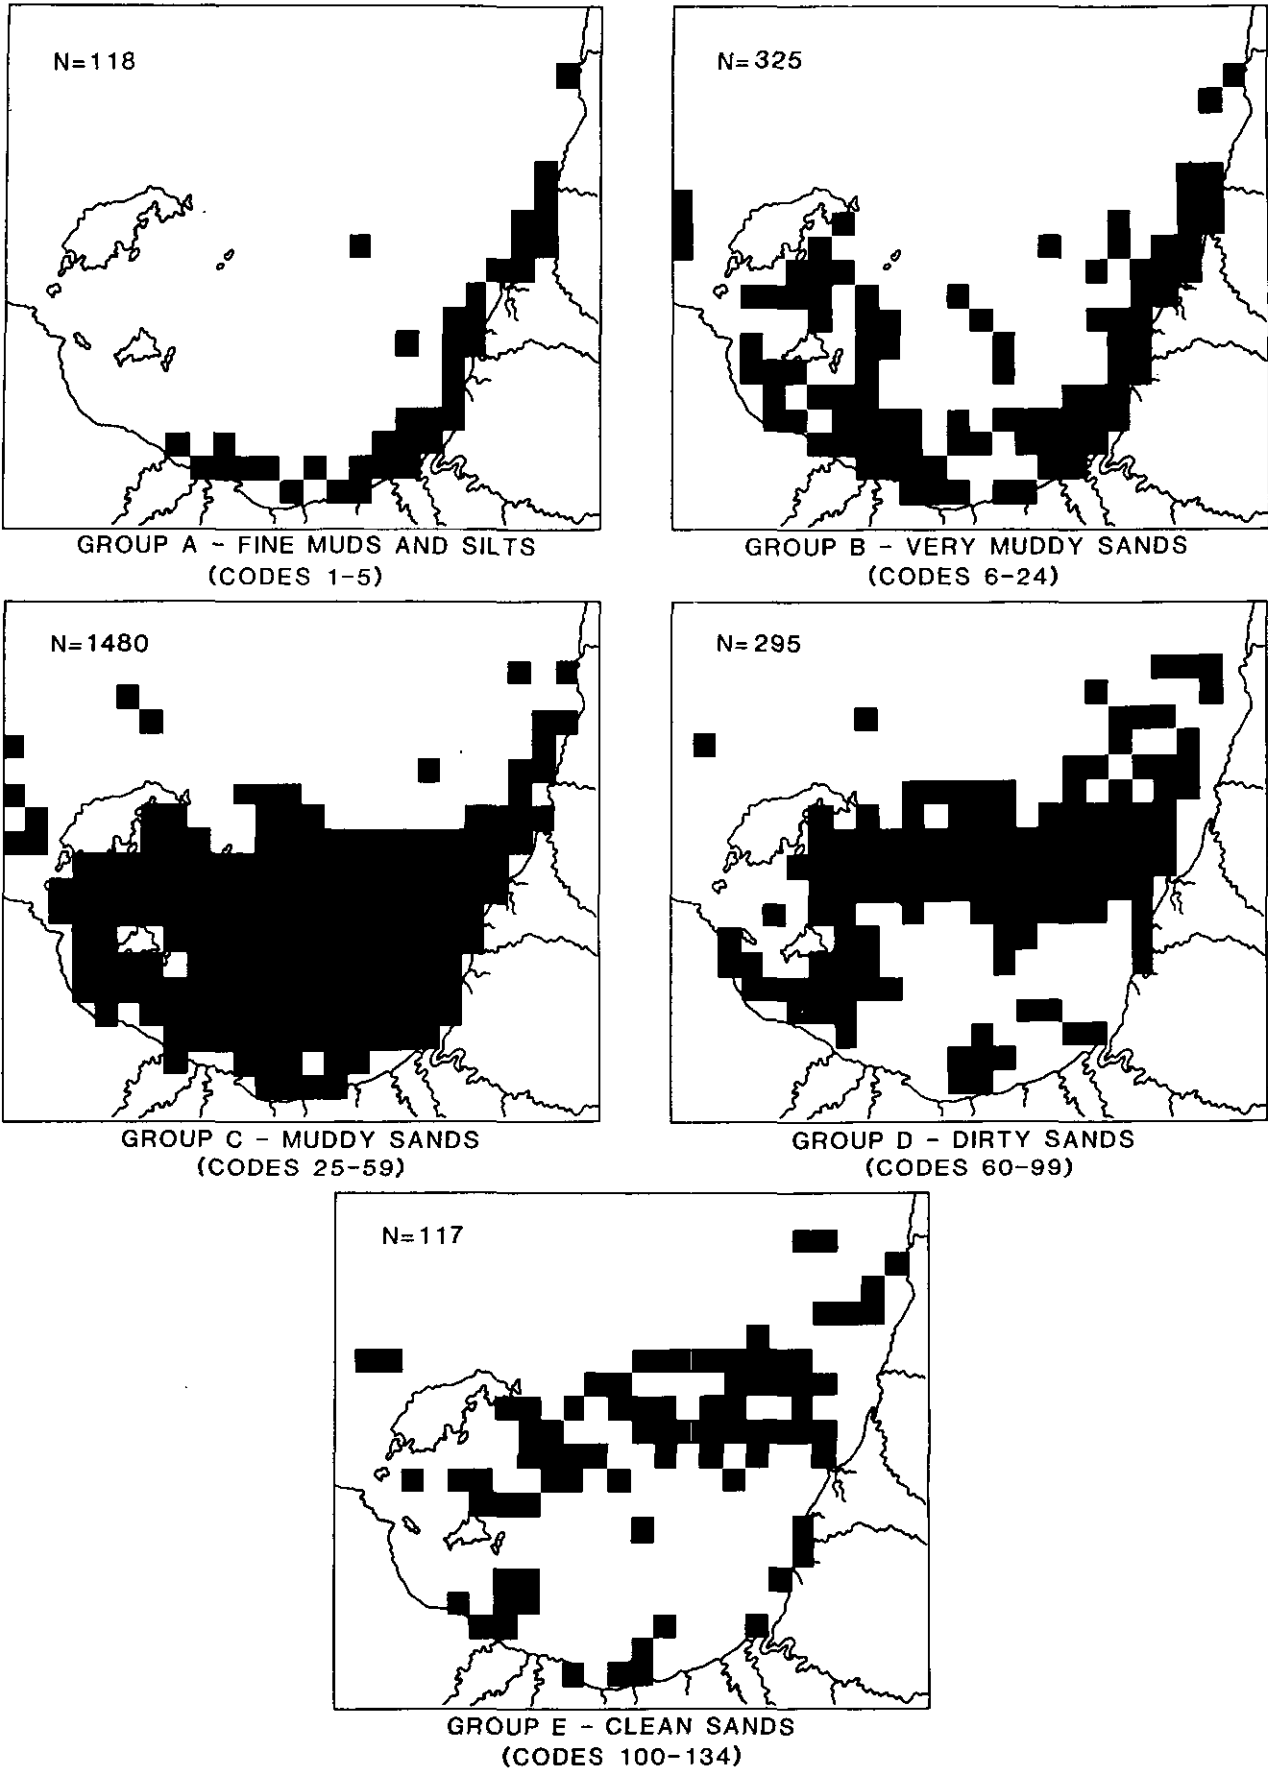 N=118
N=325
GROUP A - FINE MUDS AND SILTS
(CODES 1-5)
GROUP B - VERY MUDDY SANDS
(CODES 6-24)
N=1480
N=295
GROUP C - MUDDY SANDS
(CODES 25-59)
GROUP D - DIRTY SANDS
(CODES 60-99)
N=117
GROUP E - CLEAN SANDS
(CODES 100-134)